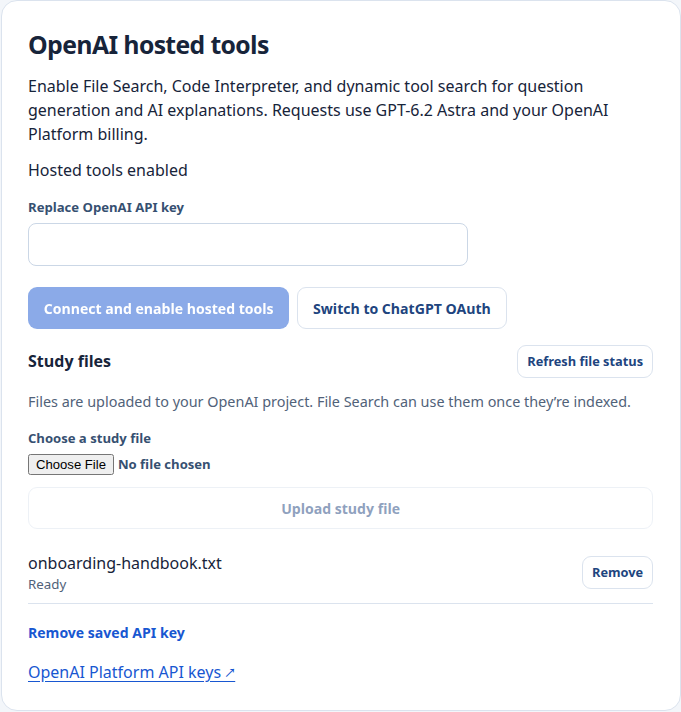 OpenAI hosted tools
Enable File Search, Code Interpreter, and dynamic tool search for question
generation and AI explanations. Requests use GPT-6.2 Astra and your OpenAI
Platform billing.
Hosted tools enabled
Replace OpenAI API key
Connect and enable hosted tools
Switch to ChatGPT OAuth
Study files
Refresh file status
Files are uploaded to your OpenAI project. File Search can use them once they’re indexed.
Choose a study file
Choose File No file chosen
Upload study file
onboarding-handbook.txt
Ready
Remove
Remove saved API key
OpenAI Platform API keys ↗